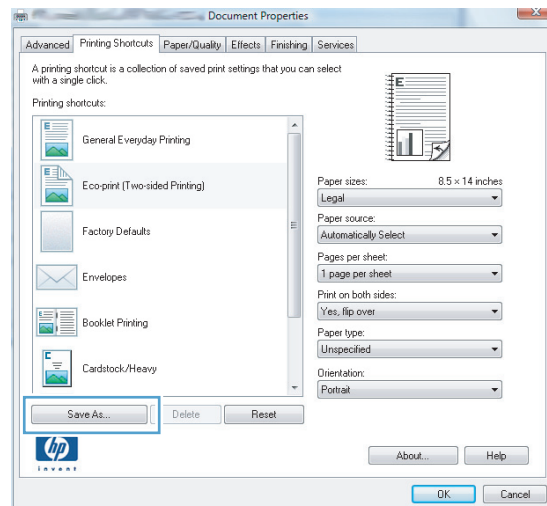 Document Properties
Advanced Printing Shortcuts Paper/Quality Effects Finishing Services
A printing shortcut is a collection of saved print settings that you can select
with a single click.
Printing shortcuts:
E
General Everyday Printing
E
Eco-print (Two-sided Printing)
Factory Defaults
Envelopes
E
Booklet Printing
C
Cardstock/Heavy
Save As... Delete Reset
E
Paper sizes: 8.5 × 14 inches
Legal
Paper source:
Automatically Select
Pages per sheet:
1 page per sheet
Print on both sides:
Yes, flip over
Paper type:
Unspecified
Orientation:
Portrait
hp
invent
About... Help
OK Cancel